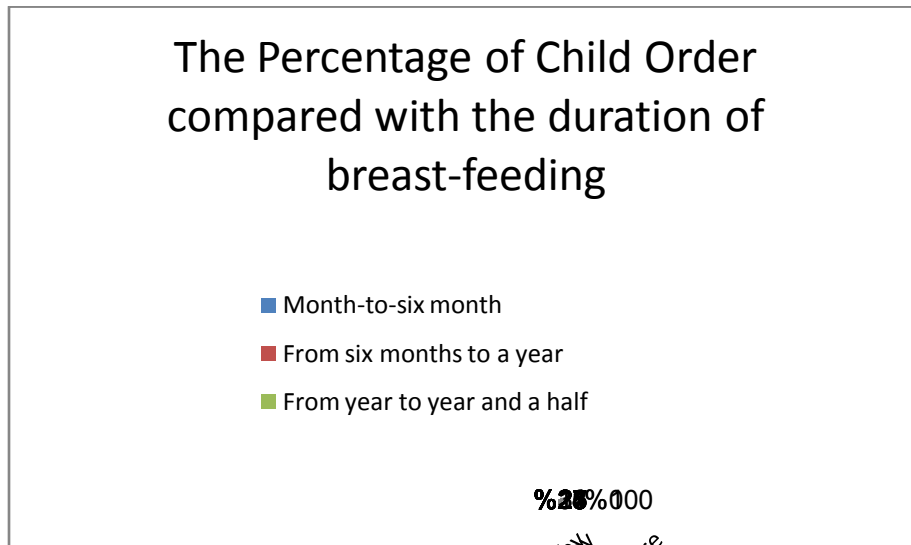 The Percentage of Child Order
compared with the duration of
breast-feeding
Month-to-six month
From six months to a year
From year to year and a half